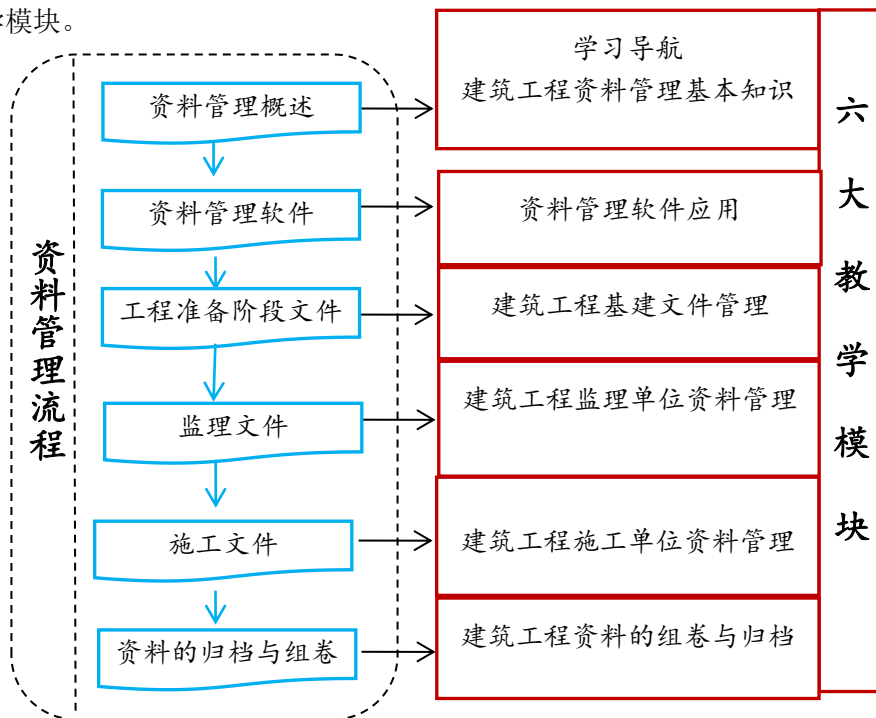 模块。
资料管理流程
资料管理概述
资料管理软件
工程准备阶段文件
监理文件
施工文件
资料的归档与组卷
学习导航
建筑工程资料管理基本知识
资料管理软件应用
建筑工程基建文件管理
建筑工程监理单位资料管理
建筑工程施工单位资料管理
建筑工程资料的组卷与归档
六大教学模块